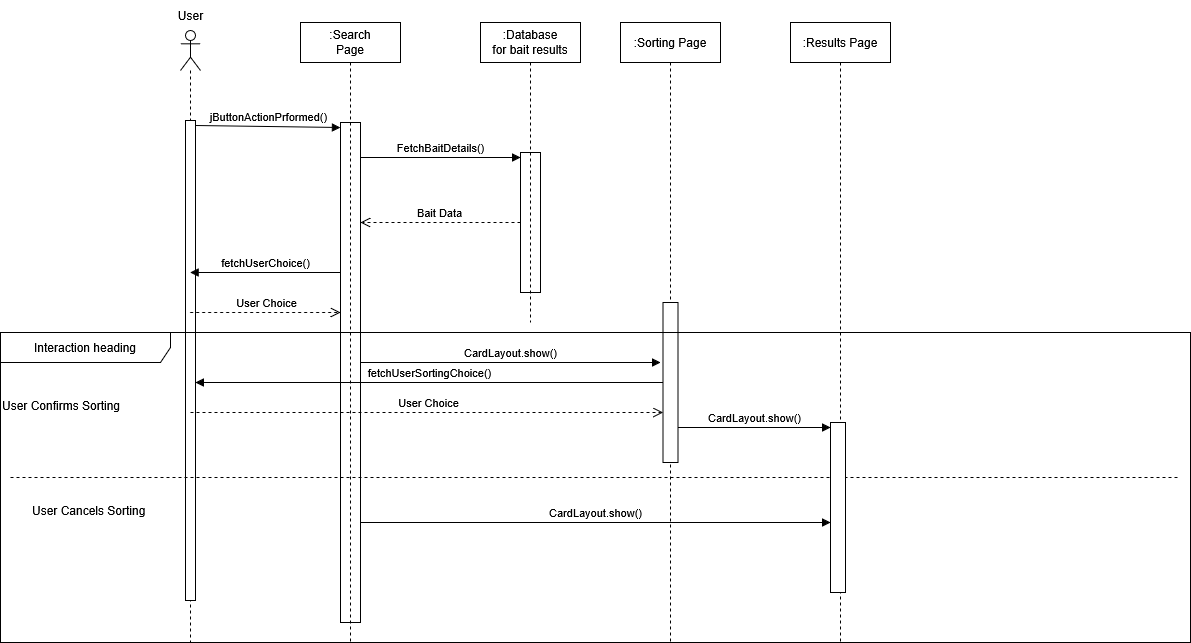 User
:Search
Page
:Database
for bait results
:Sorting Page
:Results Page
jButtonActionPrformed()
FetchBaitDetails()
Bait Data
fetchUserChoice()
User Choice
Interaction heading
CardLayout.show()
fetchUserSortingChoice()
User Confirms Sorting
User Choice
CardLayout.show()
User Cancels Sorting
CardLayout.show()